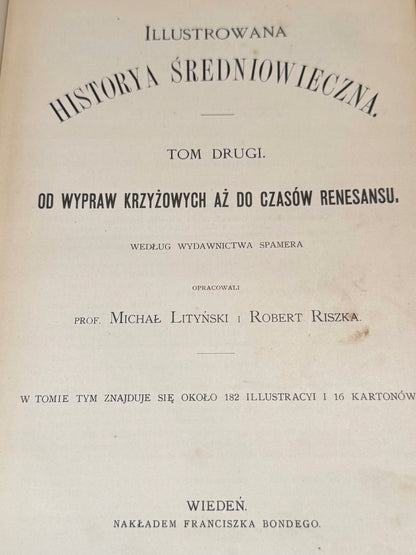 ILLUSTROWANA
HISTORYA ŚREDNIOWIECZNA.
TOM DRUGI.
OD WYPRAW KRZYŻOWYCH AŻ DO CZASÓW RENESANSU.
WEDŁUG WYDAWNICTWA SPAMERA
OPRACOWALI
PROF. MICHAŁ LITYŃSKI I ROBERT RISZKA.
W TOMIE TYM ZNAJDUJE SIĘ OKOŁO 182 ILLUSTRACYI I 16 KARTONÓW
WIEDEŃ.
NAKŁADEM FRANCISZKA BONDEGO.